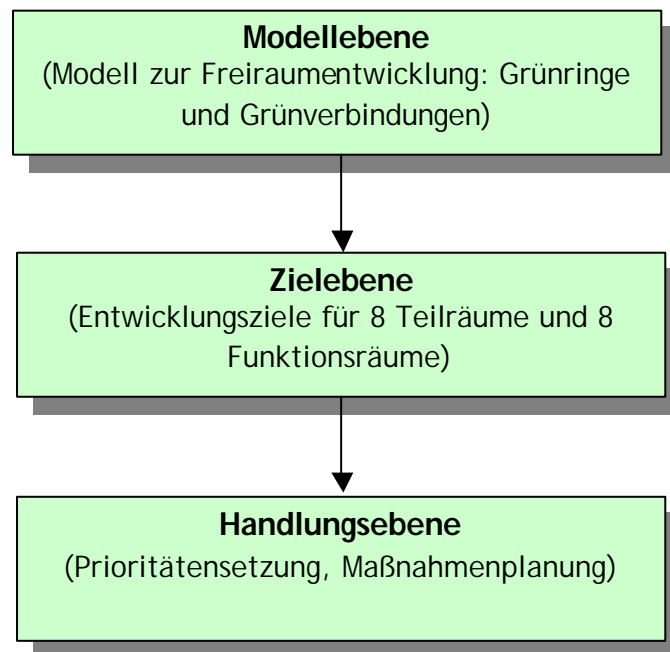 Modellebene
(Modell zur Freiraumentwicklung: Grünringe
und Grünverbindungen)
Zielebene
(Entwicklungsziele für 8 Teilräume und 8
Funktionsräume)
Handlungsebene
(Prioritätensetzung, Maßnahmenplanung)